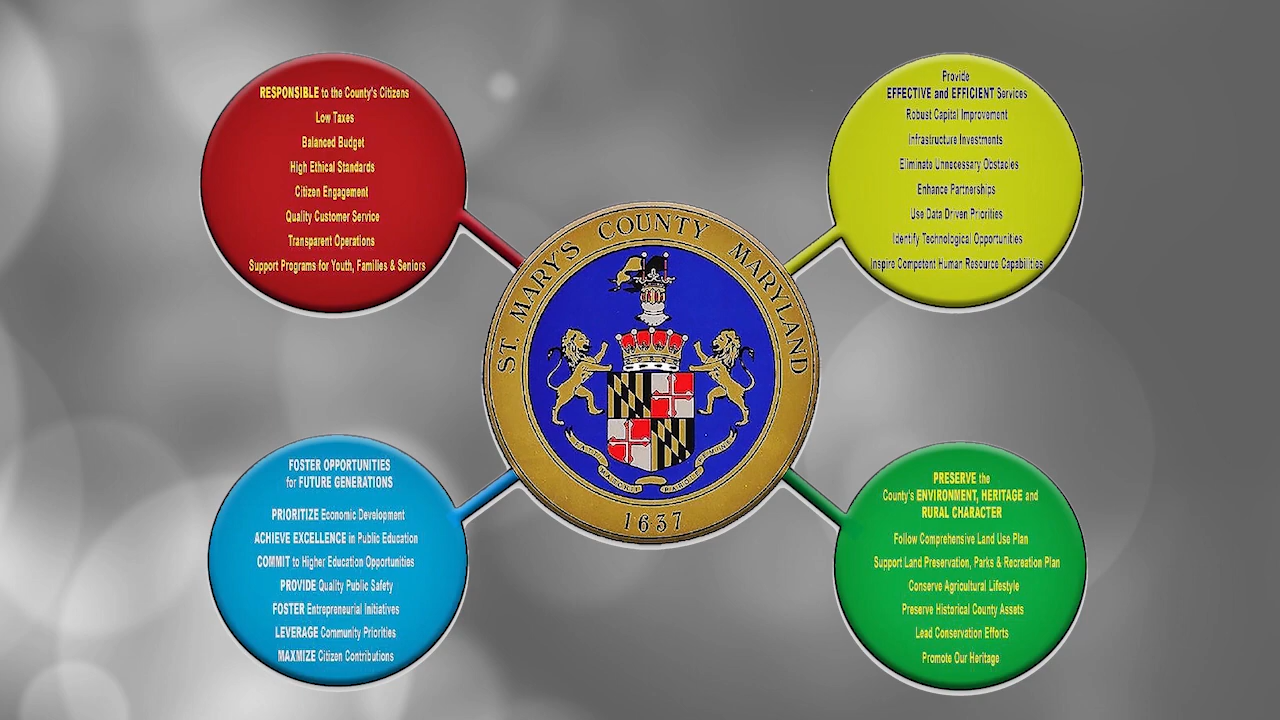 RESPONSIBLE to the County's Citizens
Low Taxes
Balanced Budget
High Ethical Standards
Citizen Engagement
Quality Customer Service
Transparent Operations
Support Programs for Youth, Families & Seniors
Provide
EFFECTIVE and EFFICIENT Services
Robust Capital Improvement
Infrastructure Investments
Eliminate Unnecessary Obstacles
Enhance Partnerships
Use Data Driven Priorities
Identify Technological Opportunities
Inspire Competent Human Resource Capabilities
ST. MARY'S COUNTY MARYLAND
1637
FOSTER OPPORTUNITIES
for FUTURE GENERATIONS
PRIORITIZE Economic Development
ACHIEVE EXCELLENCE in Public Education
COMMIT to Higher Education Opportunities
PROVIDE Quality Public Safety
FOSTER Entrepreneurial Initiatives
LEVERAGE Community Priorities
MAXMIZE Citizen Contributions
PRESERVE the
County's ENVIRONMENT, HERITAGE and
RURAL CHARACTER
Follow Comprehensive Land Use Plan
Support Land Preservation, Parks & Recreation Plan
Conserve Agricultural Lifestyle
Preserve Historical County Assets
Lead Conservation Efforts
Promote Our Heritage